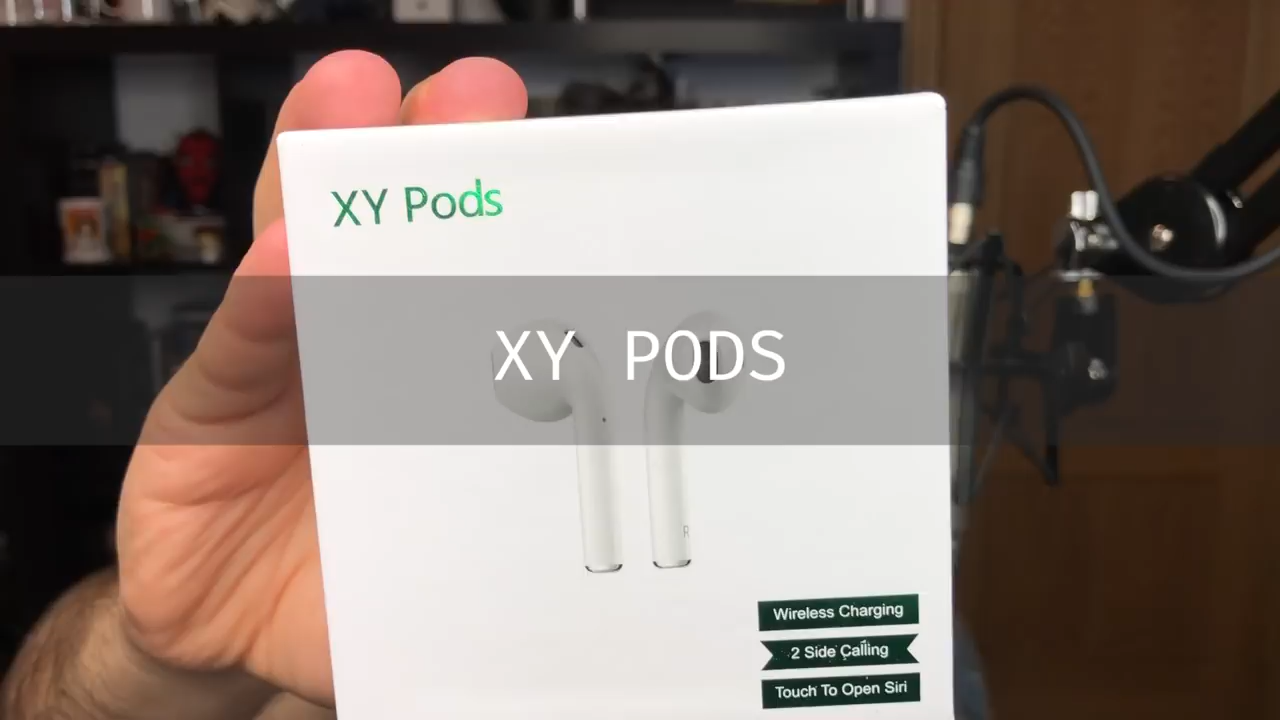 XY Pods
XY PODS
R
Wireless Charging
2 Side Calling
Touch To Open Siri